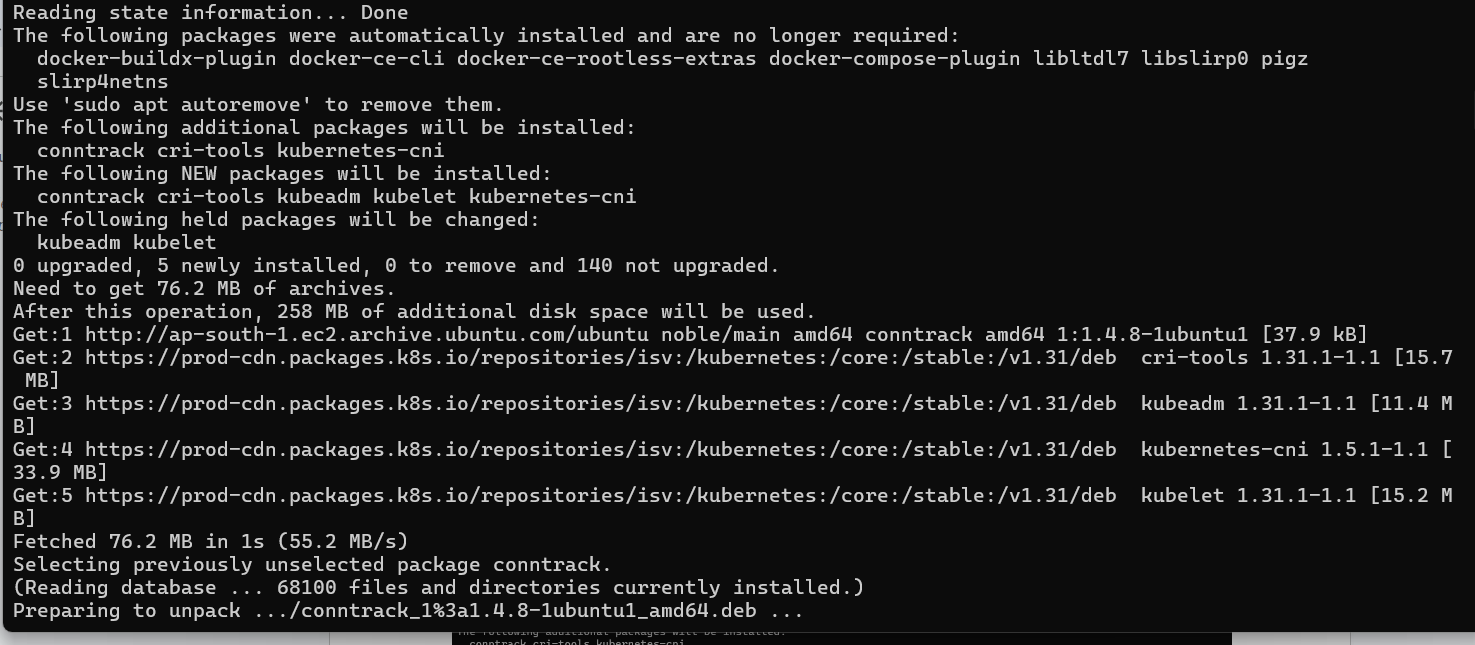 Reading state information... Done
The following packages were automatically installed and are no longer required:
  docker-buildx-plugin docker-ce-cli docker-ce-rootless-extras docker-compose-plugin libltdl7 libslirp0 pigz
  slirp4netns
Use 'sudo apt autoremove' to remove them.
The following additional packages will be installed:
  conntrack cri-tools kubernetes-cni
The following NEW packages will be installed:
  conntrack cri-tools kubeadm kubelet kubernetes-cni
The following held packages will be changed:
  kubeadm kubelet
0 upgraded, 5 newly installed, 0 to remove and 140 not upgraded.
Need to get 76.2 MB of archives.
After this operation, 258 MB of additional disk space will be used.
Get:1 http://ap-south-1.ec2.archive.ubuntu.com/ubuntu noble/main amd64 conntrack amd64 1:1.4.8-1ubuntu1 [37.9 kB]
Get:2 https://prod-cdn.packages.k8s.io/repositories/isv:/kubernetes:/core:/stable:/v1.31/deb  cri-tools 1.31.1-1.1 [15.7
 MB]
Get:3 https://prod-cdn.packages.k8s.io/repositories/isv:/kubernetes:/core:/stable:/v1.31/deb  kubeadm 1.31.1-1.1 [11.4 M
B]
Get:4 https://prod-cdn.packages.k8s.io/repositories/isv:/kubernetes:/core:/stable:/v1.31/deb  kubernetes-cni 1.5.1-1.1 [
33.9 MB]
Get:5 https://prod-cdn.packages.k8s.io/repositories/isv:/kubernetes:/core:/stable:/v1.31/deb  kubelet 1.31.1-1.1 [15.2 M
B]
Fetched 76.2 MB in 1s (55.2 MB/s)
Selecting previously unselected package conntrack.
(Reading database ... 68100 files and directories currently installed.)
Preparing to unpack .../conntrack_1%3a1.4.8-1ubuntu1_amd64.deb ...
The following additional packages will be installed:
  conntrack cri-tools kubernetes-cni